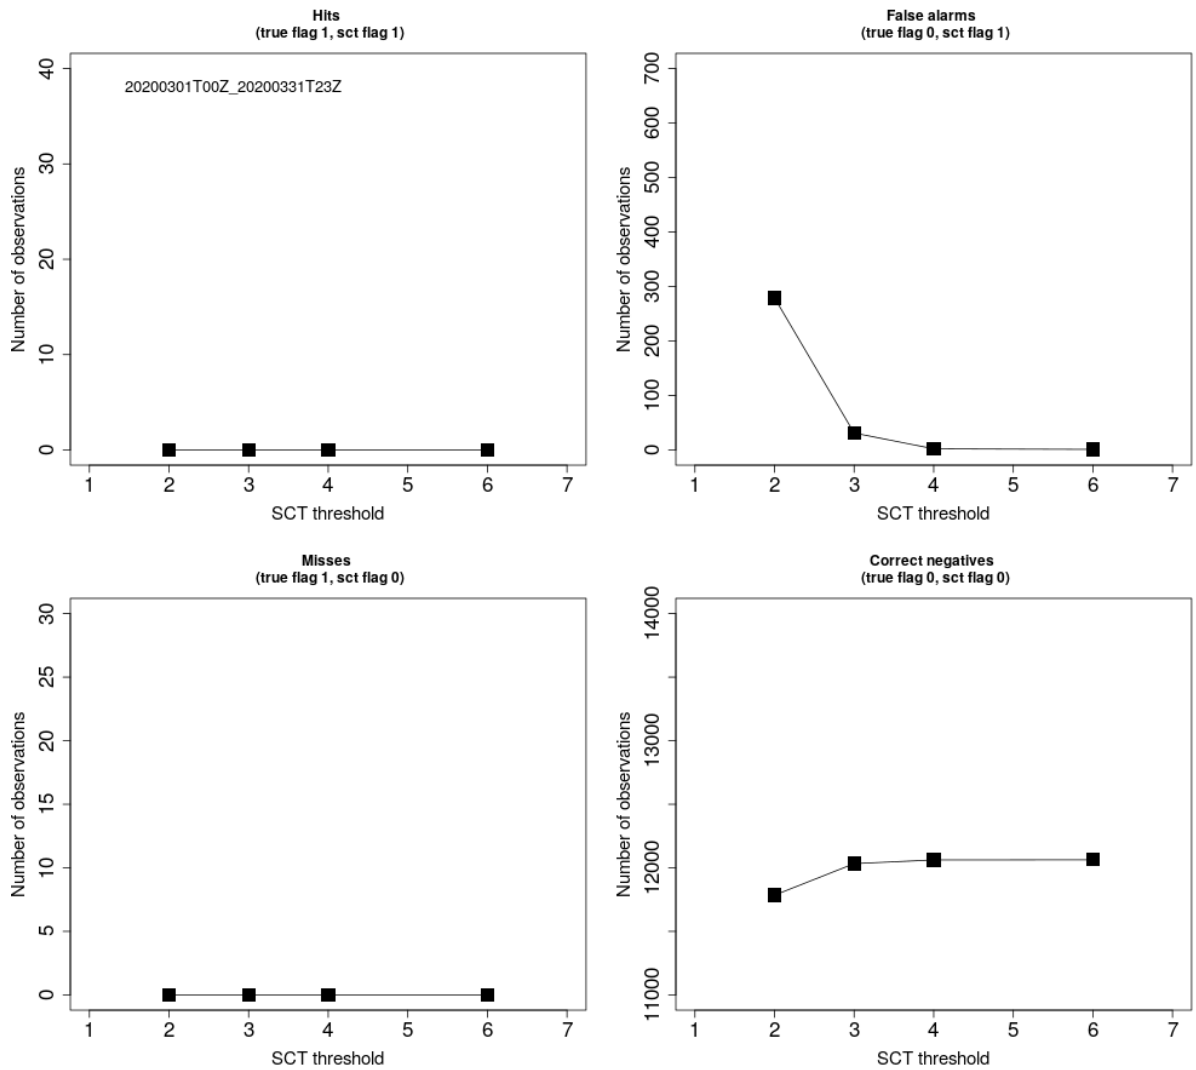 Hits
(true flag 1, sct flag 1)
20200301T00Z_20200331T23Z
Number of observations
40
30
20
10
0
1 2 3 4 5 6 7
SCT threshold
False alarms
(true flag 0, sct flag 1)
Number of observations
700
600
500
400
300
200
100
0
1 2 3 4 5 6 7
SCT threshold
Misses
(true flag 1, sct flag 0)
Number of observations
30
25
20
15
10
5
0
1 2 3 4 5 6 7
SCT threshold
Correct negatives
(true flag 0, sct flag 0)
Number of observations
14000
13000
12000
11000
1 2 3 4 5 6 7
SCT threshold